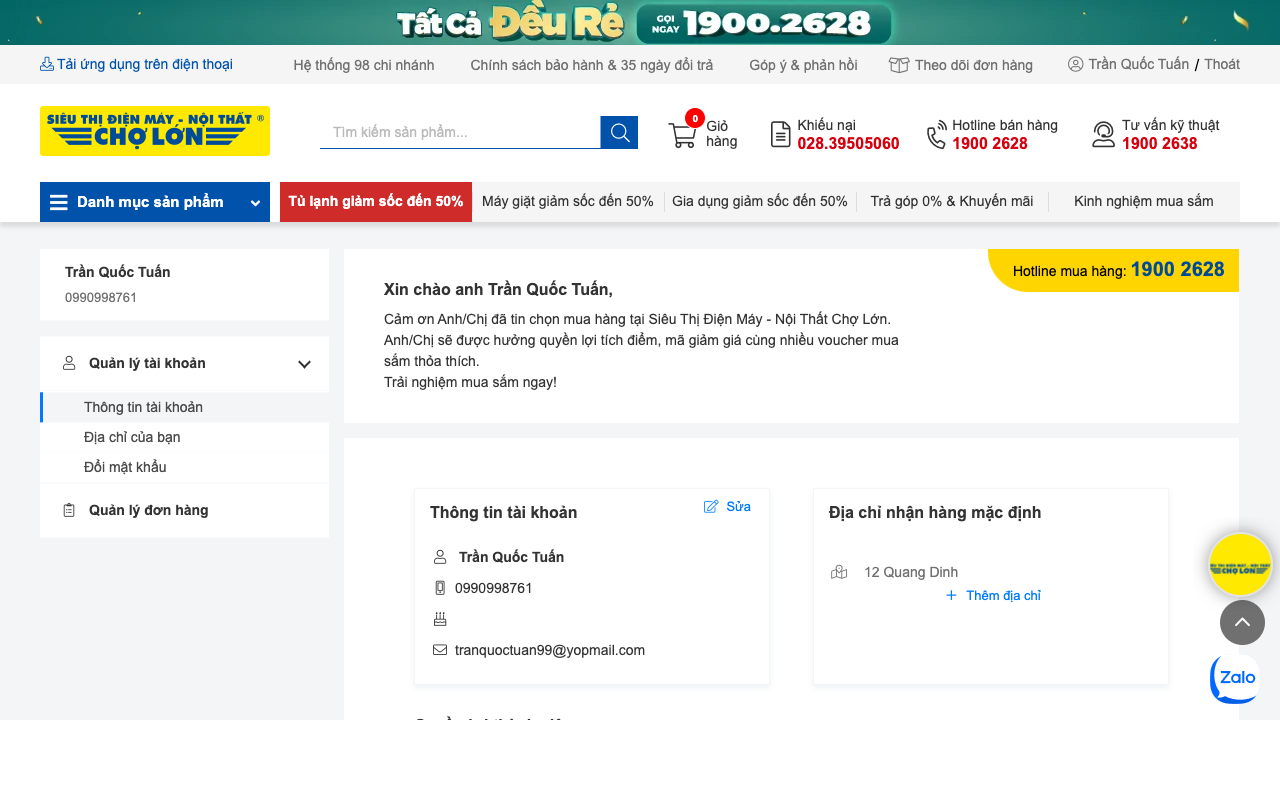 Tất Cả Đều Rẻ GỌI NGAY 1900.2628
Tải ứng dụng trên điện thoại
Hệ thống 98 chi nhánh
Chính sách bảo hành & 35 ngày đổi trả
Góp ý & phản hồi
Theo dõi đơn hàng
Trần Quốc Tuấn / Thoát
SIÊU THỊ ĐIỆN MÁY - NỘI THẤT ®
CHỢ LỚN
Tìm kiếm sản phẩm...
0
Giỏ
hàng
Khiếu nại
028.39505060
Hotline bán hàng
1900 2628
Tư vấn kỹ thuật
1900 2638
Danh mục sản phẩm
Tủ lạnh giảm sốc đến 50%
Máy giặt giảm sốc đến 50%
Gia dụng giảm sốc đến 50%
Trả góp 0% & Khuyến mãi
Kinh nghiệm mua sắm
Trần Quốc Tuấn
0990998761
Quản lý tài khoản
Thông tin tài khoản
Địa chỉ của bạn
Đổi mật khẩu
Quản lý đơn hàng
Hotline mua hàng: 1900 2628
Xin chào anh Trần Quốc Tuấn,
Cảm ơn Anh/Chị đã tin chọn mua hàng tại Siêu Thị Điện Máy - Nội Thất Chợ Lớn.
Anh/Chị sẽ được hưởng quyền lợi tích điểm, mã giảm giá cùng nhiều voucher mua
sắm thỏa thích.
Trải nghiệm mua sắm ngay!
Thông tin tài khoản
Sửa
Trần Quốc Tuấn
0990998761
tranquoctuan99@yopmail.com
Địa chỉ nhận hàng mặc định
12 Quang Dinh
Thêm địa chỉ
SIÊU THỊ ĐIỆN MÁY - NỘI THẤT
CHỢ LỚN
Zalo